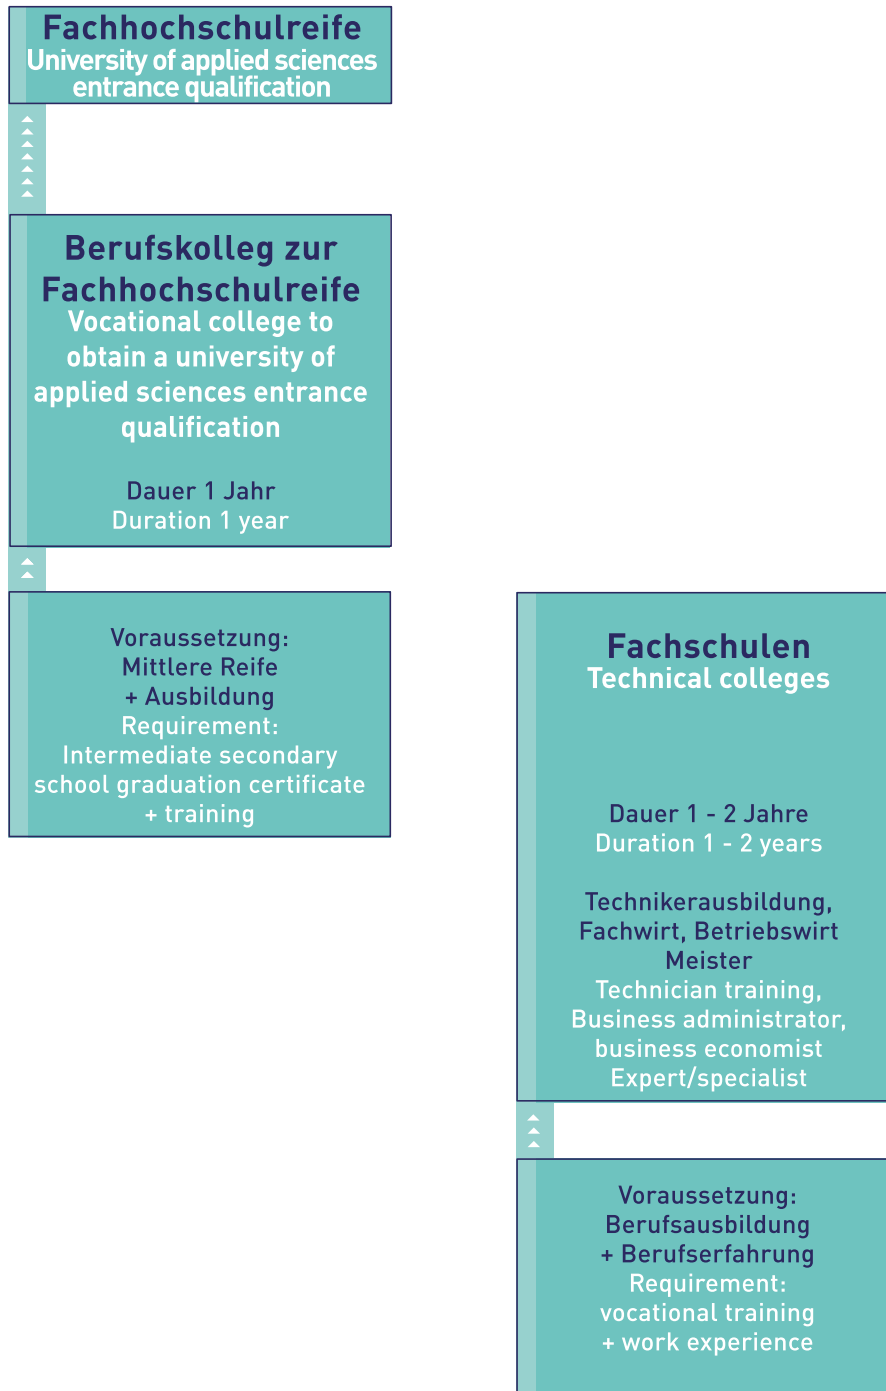 Fachhochschulreife
University of applied sciences
entrance qualification
Berufskolleg zur
Fachhochschulreife
Vocational college to
obtain a university of
applied sciences entrance
qualification
Dauer 1 Jahr
Duration 1 year
Voraussetzung:
Mittlere Reife
+ Ausbildung
Requirement:
Intermediate secondary
school graduation certificate
+ training
Fachschulen
Technical colleges
Dauer 1 - 2 Jahre
Duration 1 - 2 years
Technikerausbildung,
Fachwirt, Betriebswirt
Meister
Technician training,
Business administrator,
business economist
Expert/specialist
Voraussetzung:
Berufsausbildung
+ Berufserfahrung
Requirement:
vocational training
+ work experience